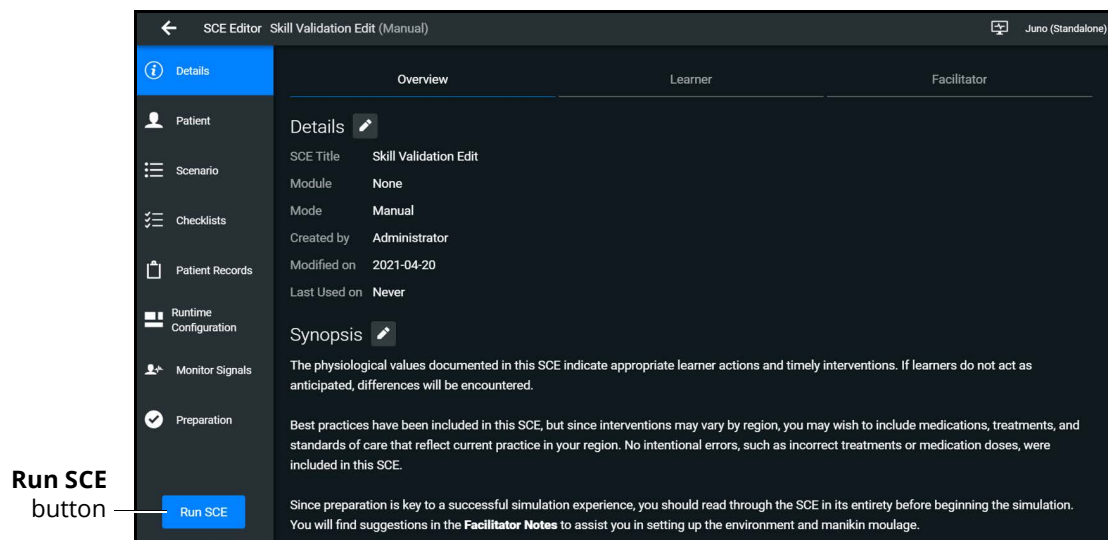 SCE Editor Skill Validation Edit (Manual)
Juno (Standalone)
Details
Patient
Scenario
Checklists
Patient Records
Runtime
Configuration
Monitor Signals
Preparation
Run SCE
Run SCE
button
Overview Learner Facilitator
Details
SCE Title Skill Validation Edit
Module None
Mode Manual
Created by Administrator
Modified on 2021-04-20
Last Used on Never
Synopsis
The physiological values documented in this SCE indicate appropriate learner actions and timely interventions. If learners do not act as
anticipated, differences will be encountered.
Best practices have been included in this SCE, but since interventions may vary by region, you may wish to include medications, treatments, and
standards of care that reflect current practice in your region. No intentional errors, such as incorrect treatments or medication doses, were
included in this SCE.
Since preparation is key to a successful simulation experience, you should read through the SCE in its entirety before beginning the simulation.
You will find suggestions in the Facilitator Notes to assist you in setting up the environment and manikin moulage.